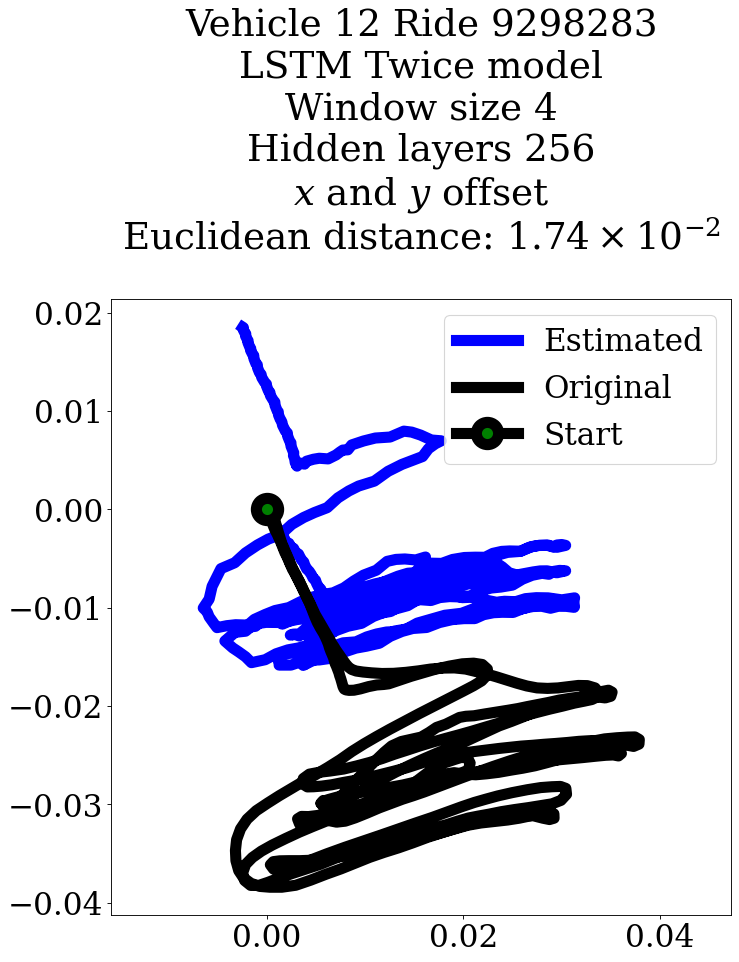 Vehicle 12 Ride 9298283
LSTM Twice model
Window size 4
Hidden layers 256
x and y offset
Euclidean distance: 1.74 × 10⁻²
Estimated
Original
Start
0.02
0.01
0.00
−0.01
−0.02
−0.03
−0.04
0.00 0.02 0.04